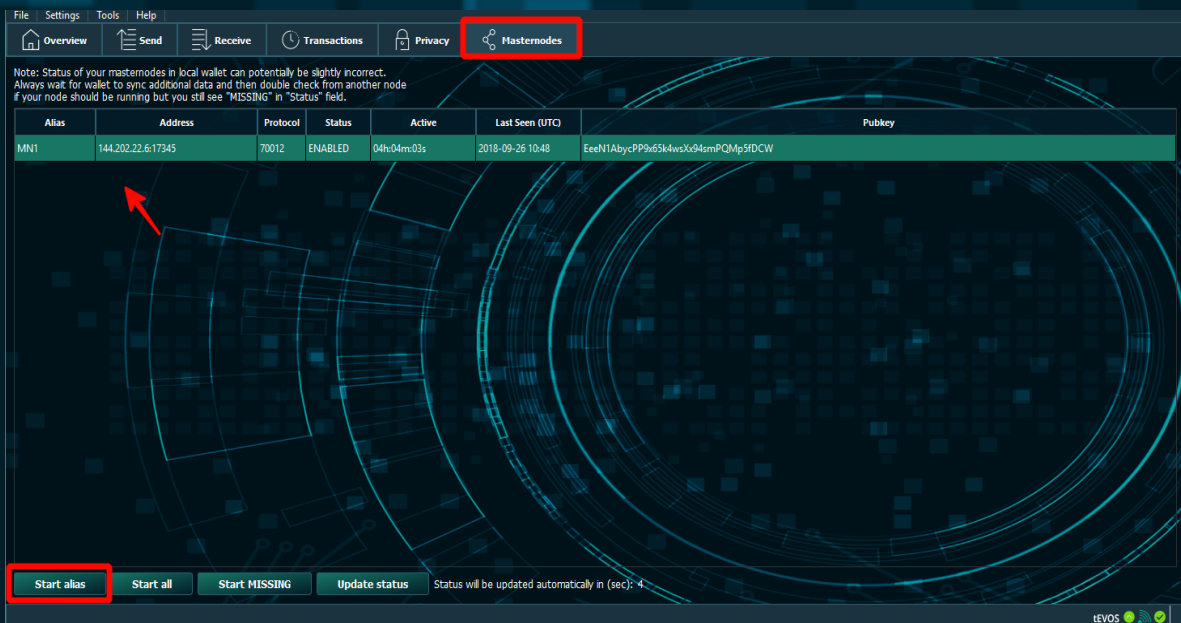 File Settings Tools Help
Overview Send Receive Transactions Privacy Masternodes
Note: Status of your masternodes in local wallet can potentially be slightly incorrect.
Always wait for wallet to sync additional data and then double check from another node
if your node should be running but you still see "MISSING" in "Status" field.
Alias Address Protocol Status Active Last Seen (UTC) Pubkey
MN1 144.202.22.6:17345 70012 ENABLED 04h:04m:03s 2018-09-26 10:48 EeeN1AbycPP9x65k4wsXx94smPQMp5fDCW
Start alias Start all Start MISSING Update status Status will be updated automatically in (sec): 4
tEVOS